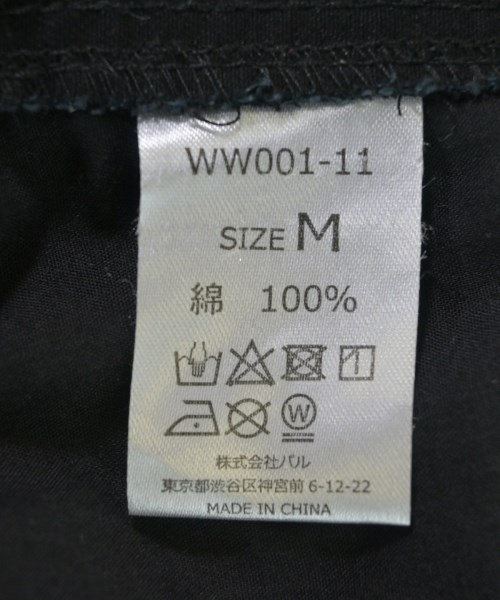 WW001-11
SIZE M
綿 100%
W
株式会社パル
東京都渋谷区神宮前 6-12-22
MADE IN CHINA